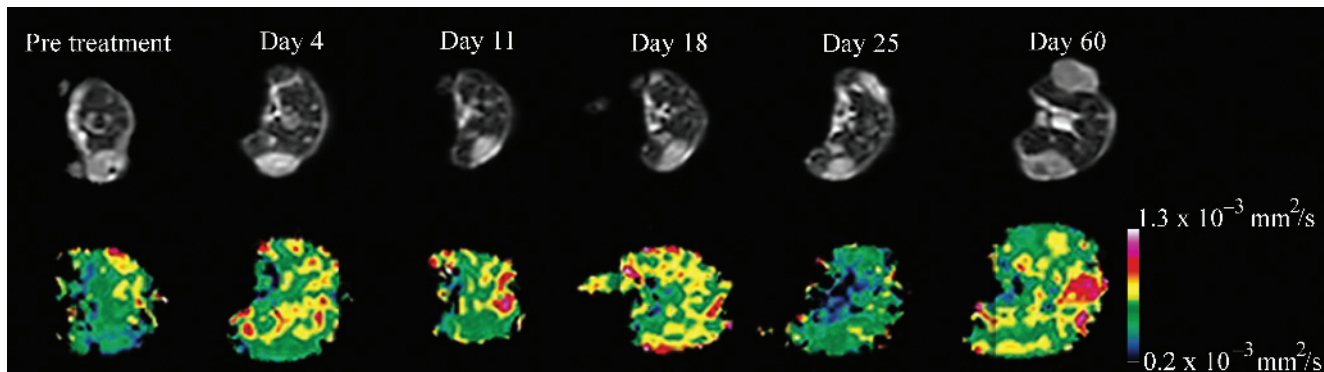 Pre treatment
Day 4
Day 11
Day 18
Day 25
Day 60
1.3 x 10⁻³ mm²/s
0.2 x 10⁻³ mm²/s